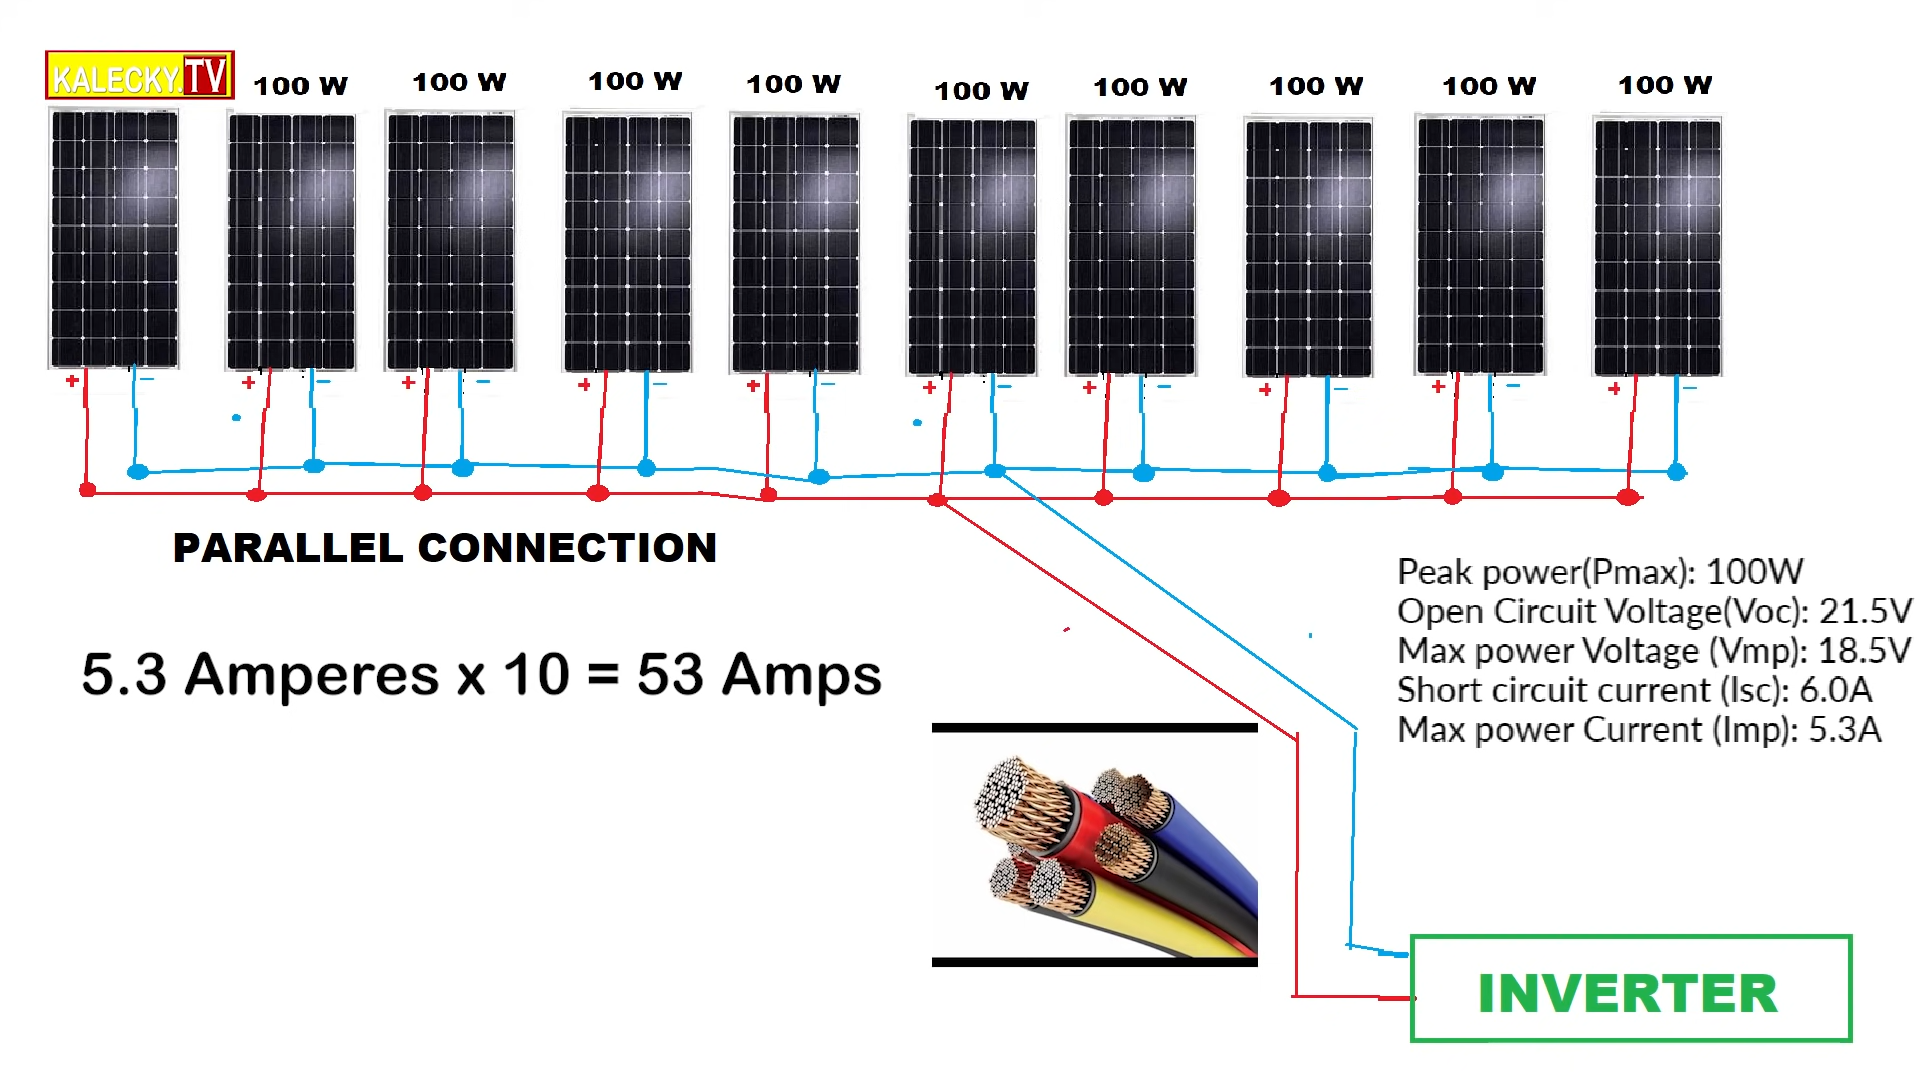 KALECKY.TV
100 W
100 W
100 W
100 W
100 W
100 W
100 W
100 W
100 W
+ −
+ −
+ −
+ −
+ −
+ −
+ −
+ −
+ −
+ −
PARALLEL CONNECTION
5.3 Amperes x 10 = 53 Amps
Peak power(Pmax): 100W
Open Circuit Voltage(Voc): 21.5V
Max power Voltage (Vmp): 18.5V
Short circuit current (Isc): 6.0A
Max power Current (Imp): 5.3A
INVERTER